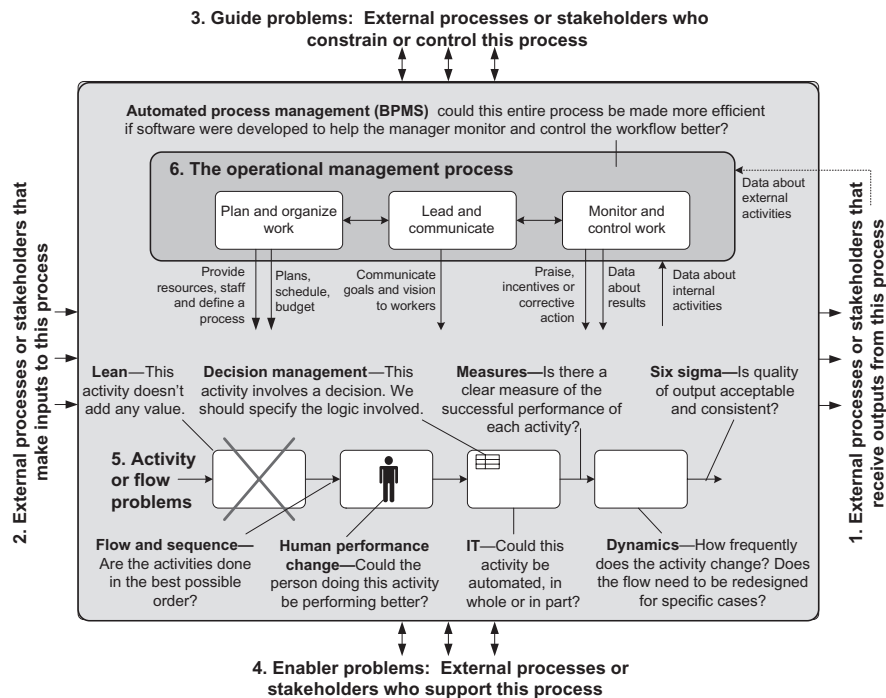 3. Guide problems: External processes or stakeholders who
constrain or control this process
Automated process management (BPMS) could this entire process be made more efficient
if software were developed to help the manager monitor and control the workflow better?
6. The operational management process
Plan and organize
work
Lead and
communicate
Monitor and
control work
Data about
external
activities
Provide
resources, staff
and define a
process
Plans,
schedule,
budget
Communicate
goals and vision
to workers
Praise,
incentives or
corrective
action
Data
about
results
Data about
internal
activities
2. External processes or stakeholders that
make inputs to this process
1. External processes or stakeholders that
receive outputs from this process
Lean—This
activity doesn't
add any value.
Decision management—This
activity involves a decision. We
should specify the logic involved.
Measures—Is there a
clear measure of the
successful performance of
each activity?
Six sigma—Is quality
of output acceptable
and consistent?
5. Activity
or flow
problems
Flow and sequence—
Are the activities done
in the best possible
order?
Human performance
change—Could the
person doing this activity
be performing better?
IT—Could this
activity be
automated, in
whole or in part?
Dynamics—How frequently
does the activity change? Does
the flow need to be redesigned
for specific cases?
4. Enabler problems: External processes or
stakeholders who support this process